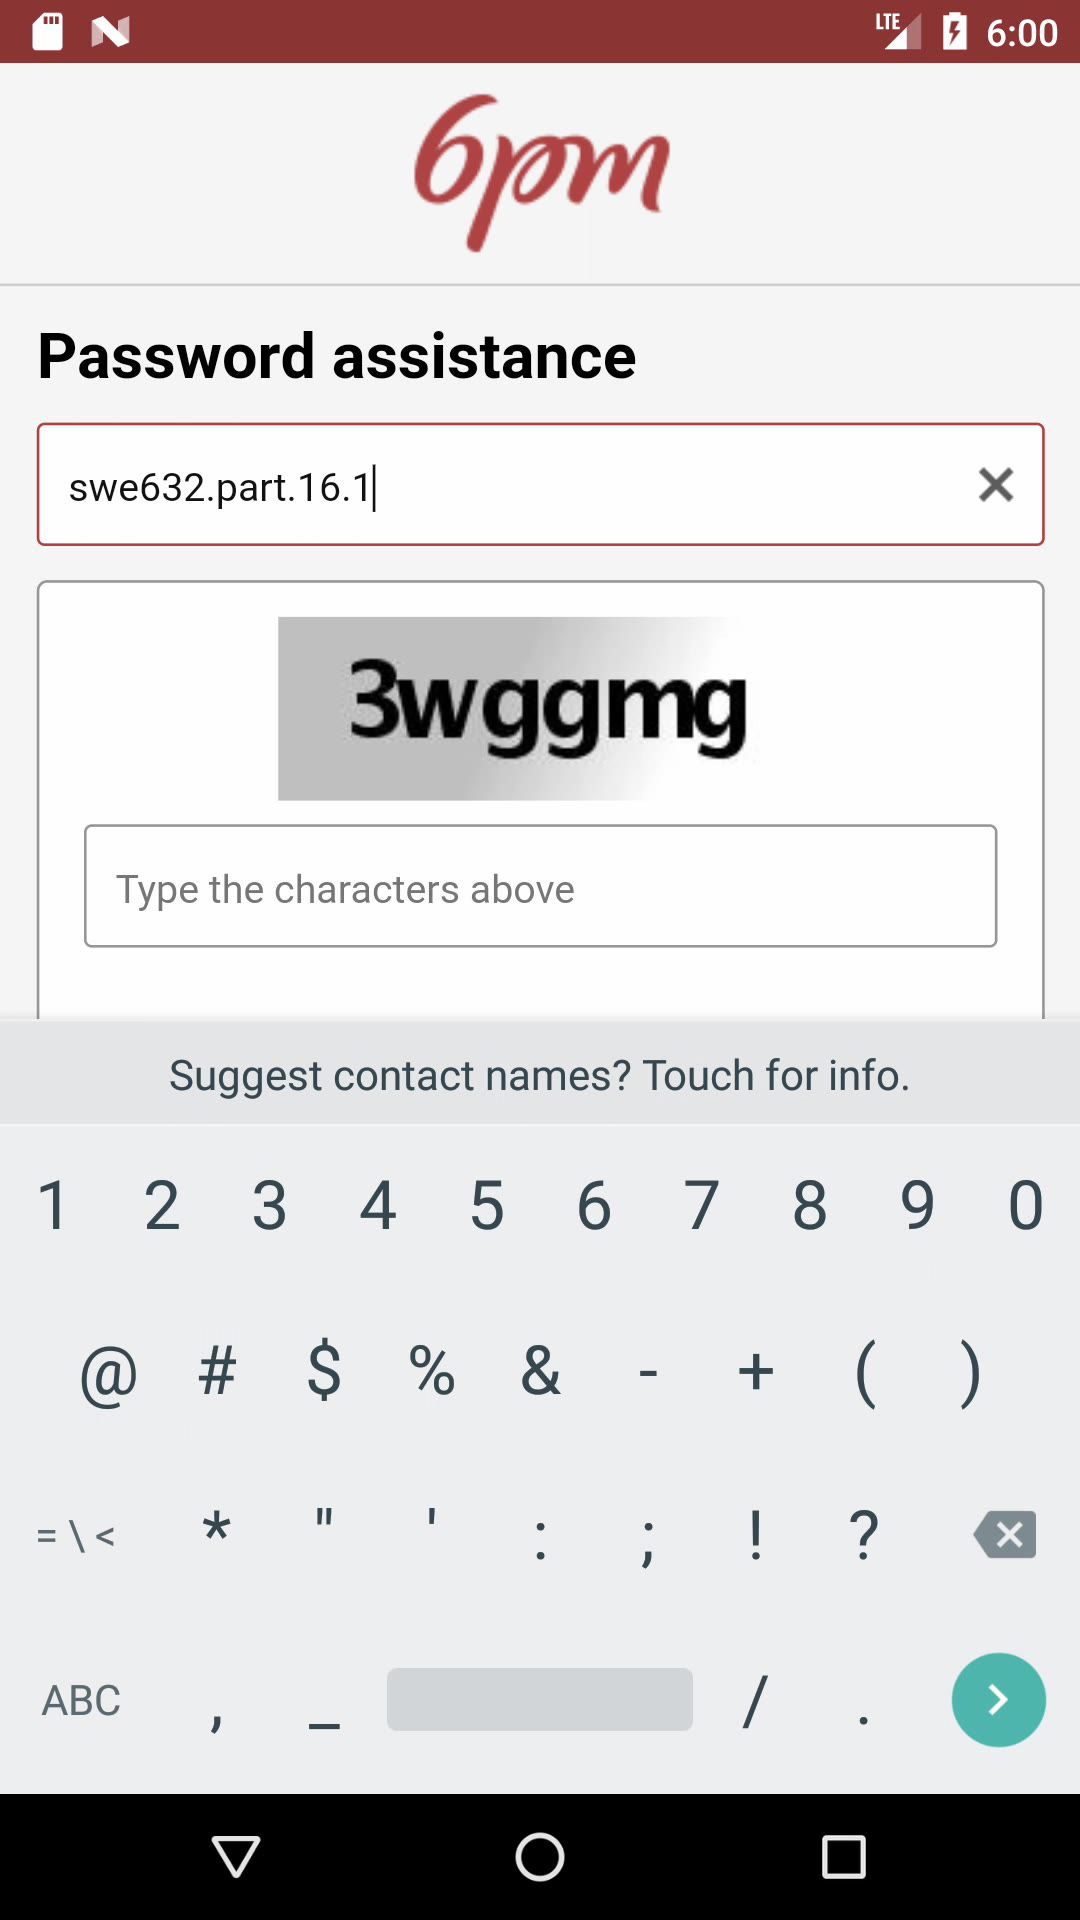 LTE 6:00
6pm
Password assistance
swe632.part.16.1
3wggmg
Type the characters above
Suggest contact names? Touch for info.
1 2 3 4 5 6 7 8 9 0
@ # $ % & - + ( )
= \ < * " ' : ; ! ?
ABC , _ / .